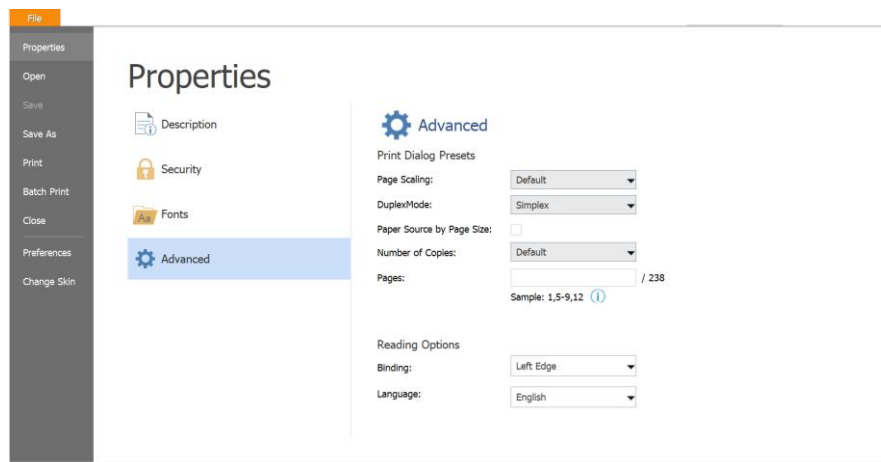 File
Properties
Open
Save
Save As
Print
Batch Print
Close
Preferences
Change Skin
Properties
Description
Security
Aa Fonts
Advanced
Advanced
Print Dialog Presets
Page Scaling: Default
DuplexMode: Simplex
Paper Source by Page Size:
Number of Copies: Default
Pages: / 238
Sample: 1,5-9,12
Reading Options
Binding: Left Edge
Language: English